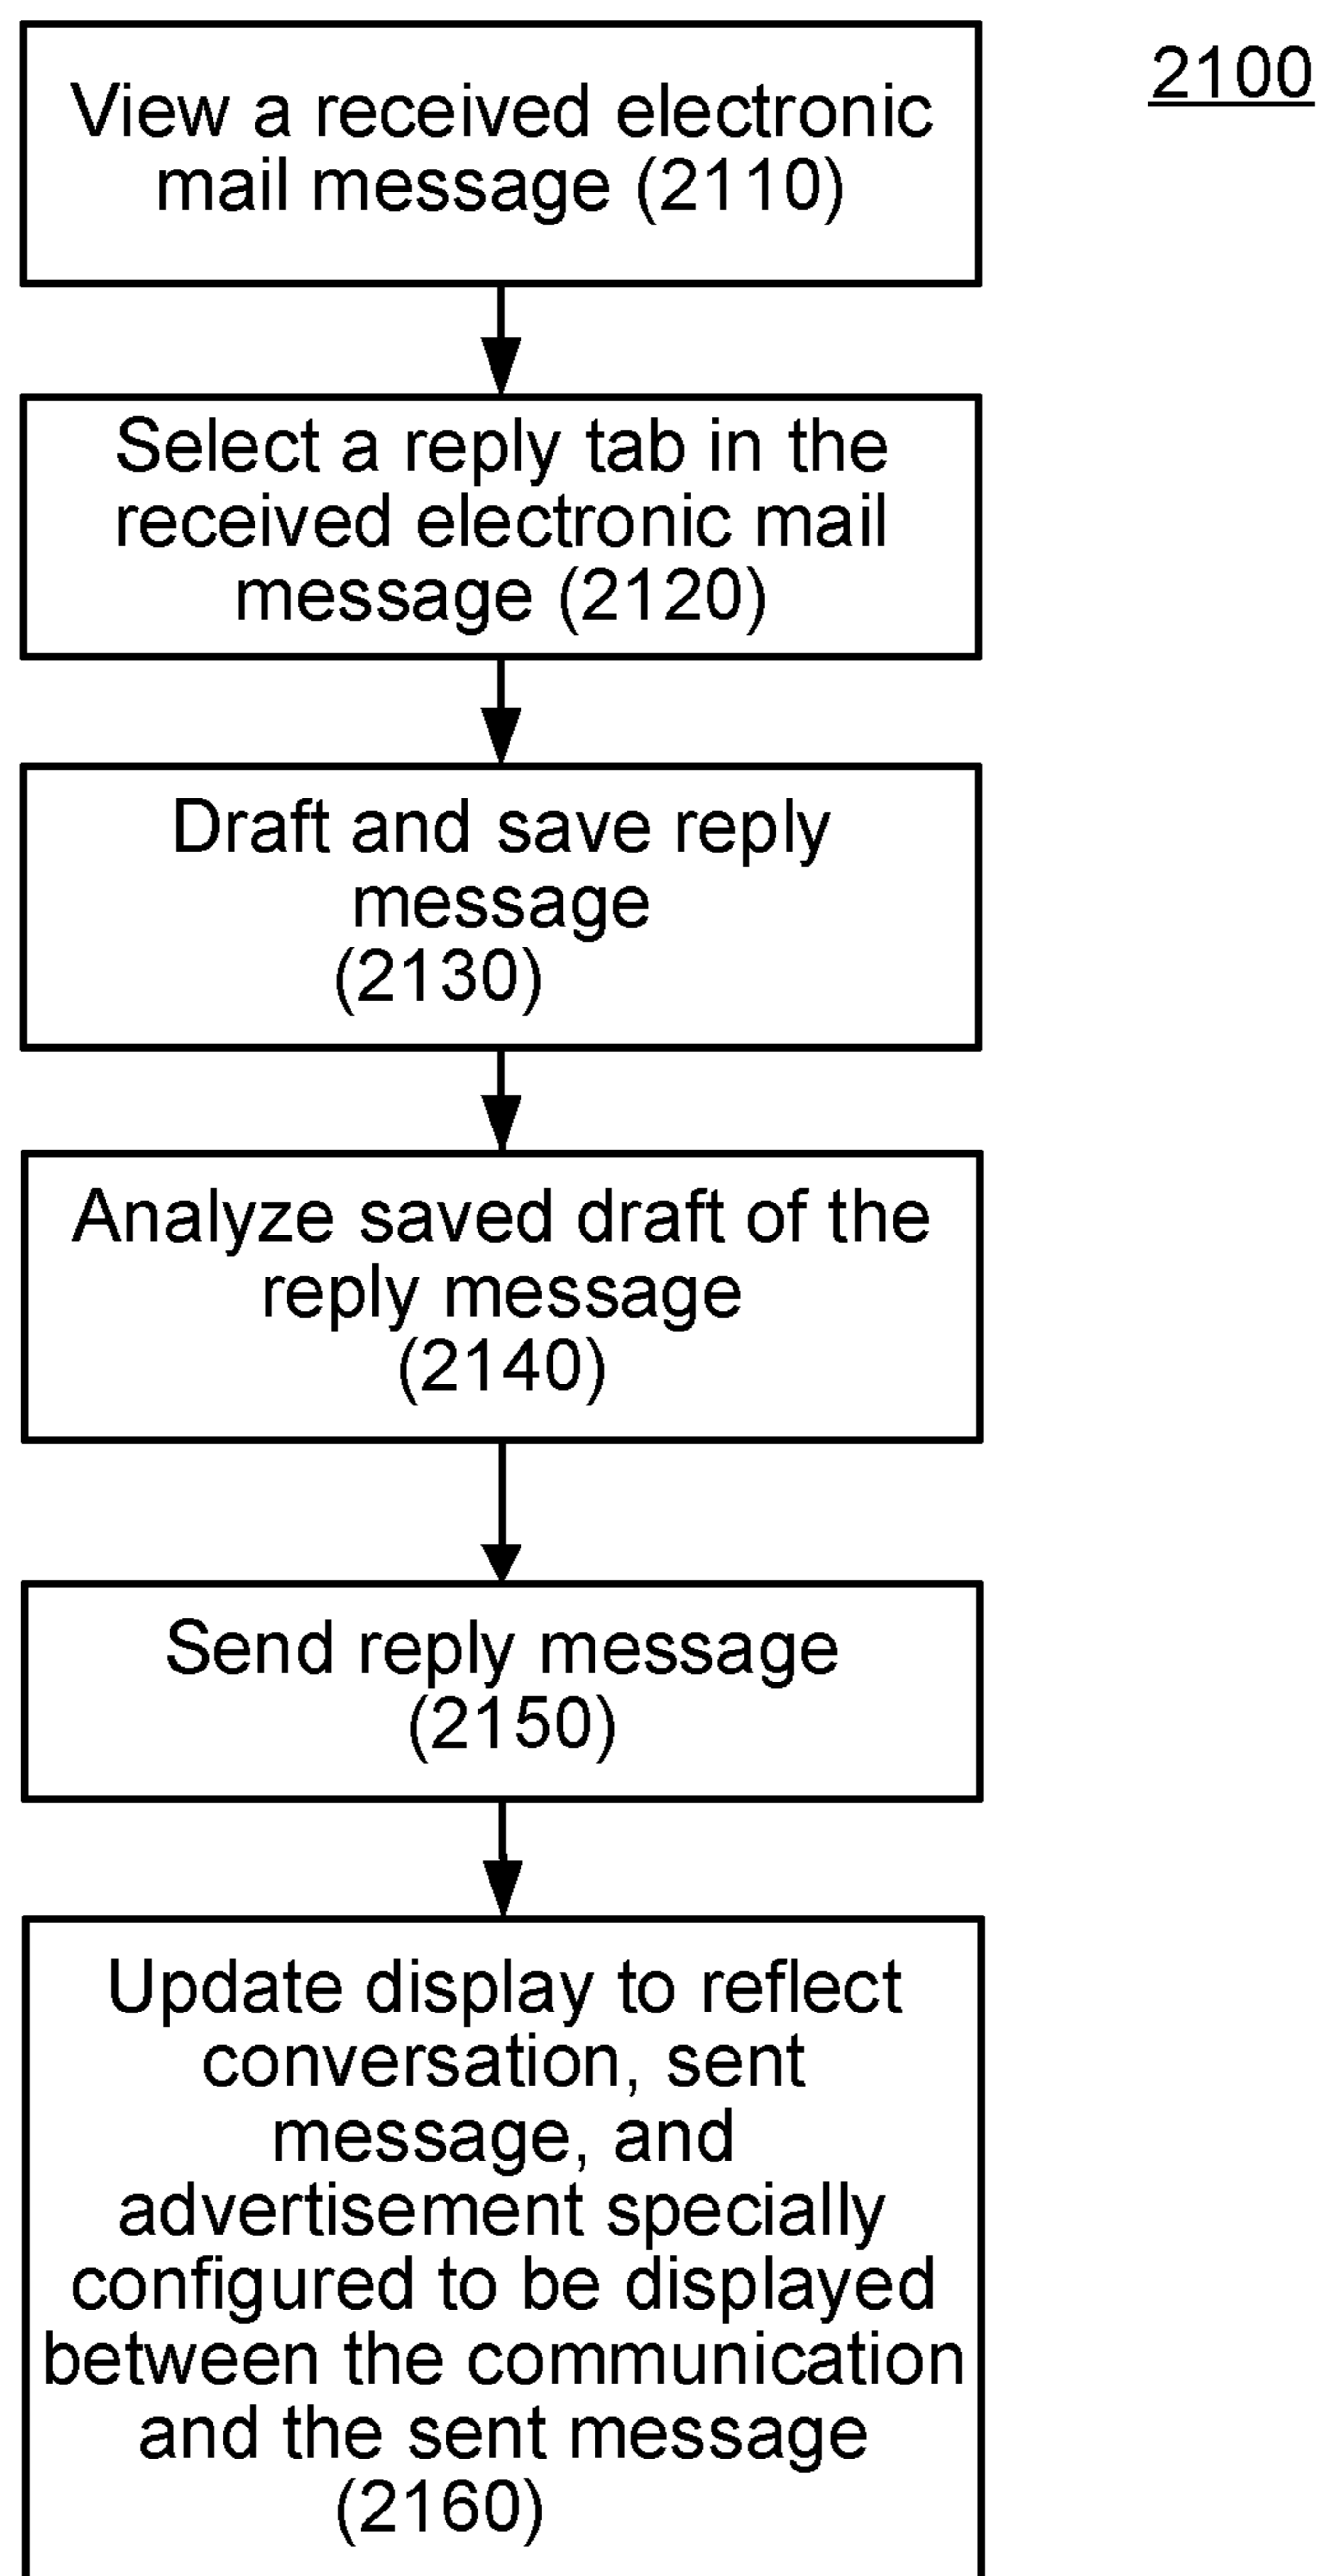 2100
View a received electronic
mail message (2110)
Select a reply tab in the
received electronic mail
message (2120)
Draft and save reply
message
(2130)
Analyze saved draft of the
reply message
(2140)
Send reply message
(2150)
Update display to reflect
conversation, sent
message, and
advertisement specially
configured to be displayed
between the communication
and the sent message
(2160)